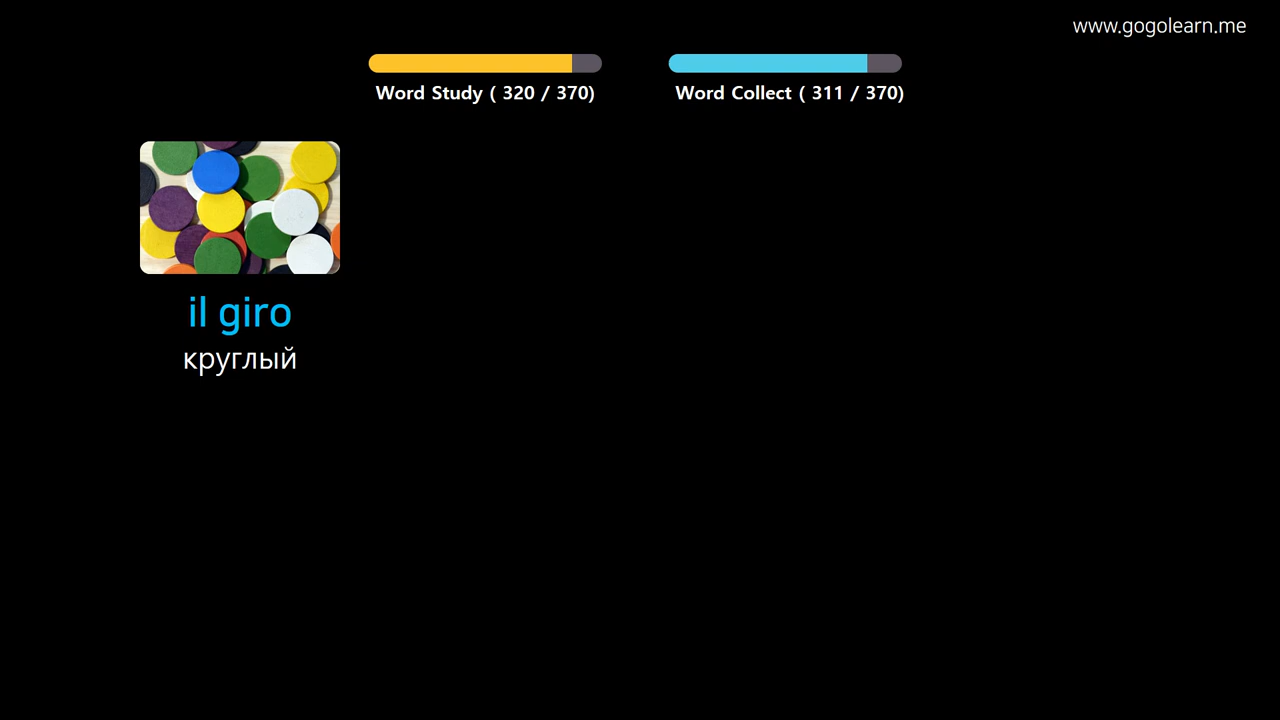 www.gogolearn.me
Word Study ( 320 / 370)
Word Collect ( 311 / 370)
il giro
круглый